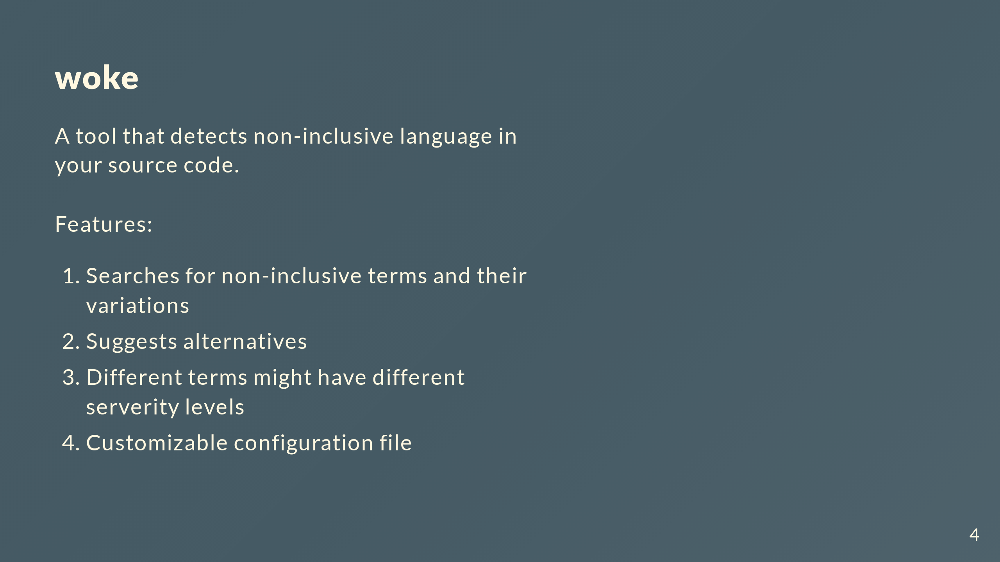 woke
A tool that detects non-inclusive language in
your source code.
Features:
1. Searches for non-inclusive terms and their
variations
2. Suggests alternatives
3. Different terms might have different
serverity levels
4. Customizable configuration file
4